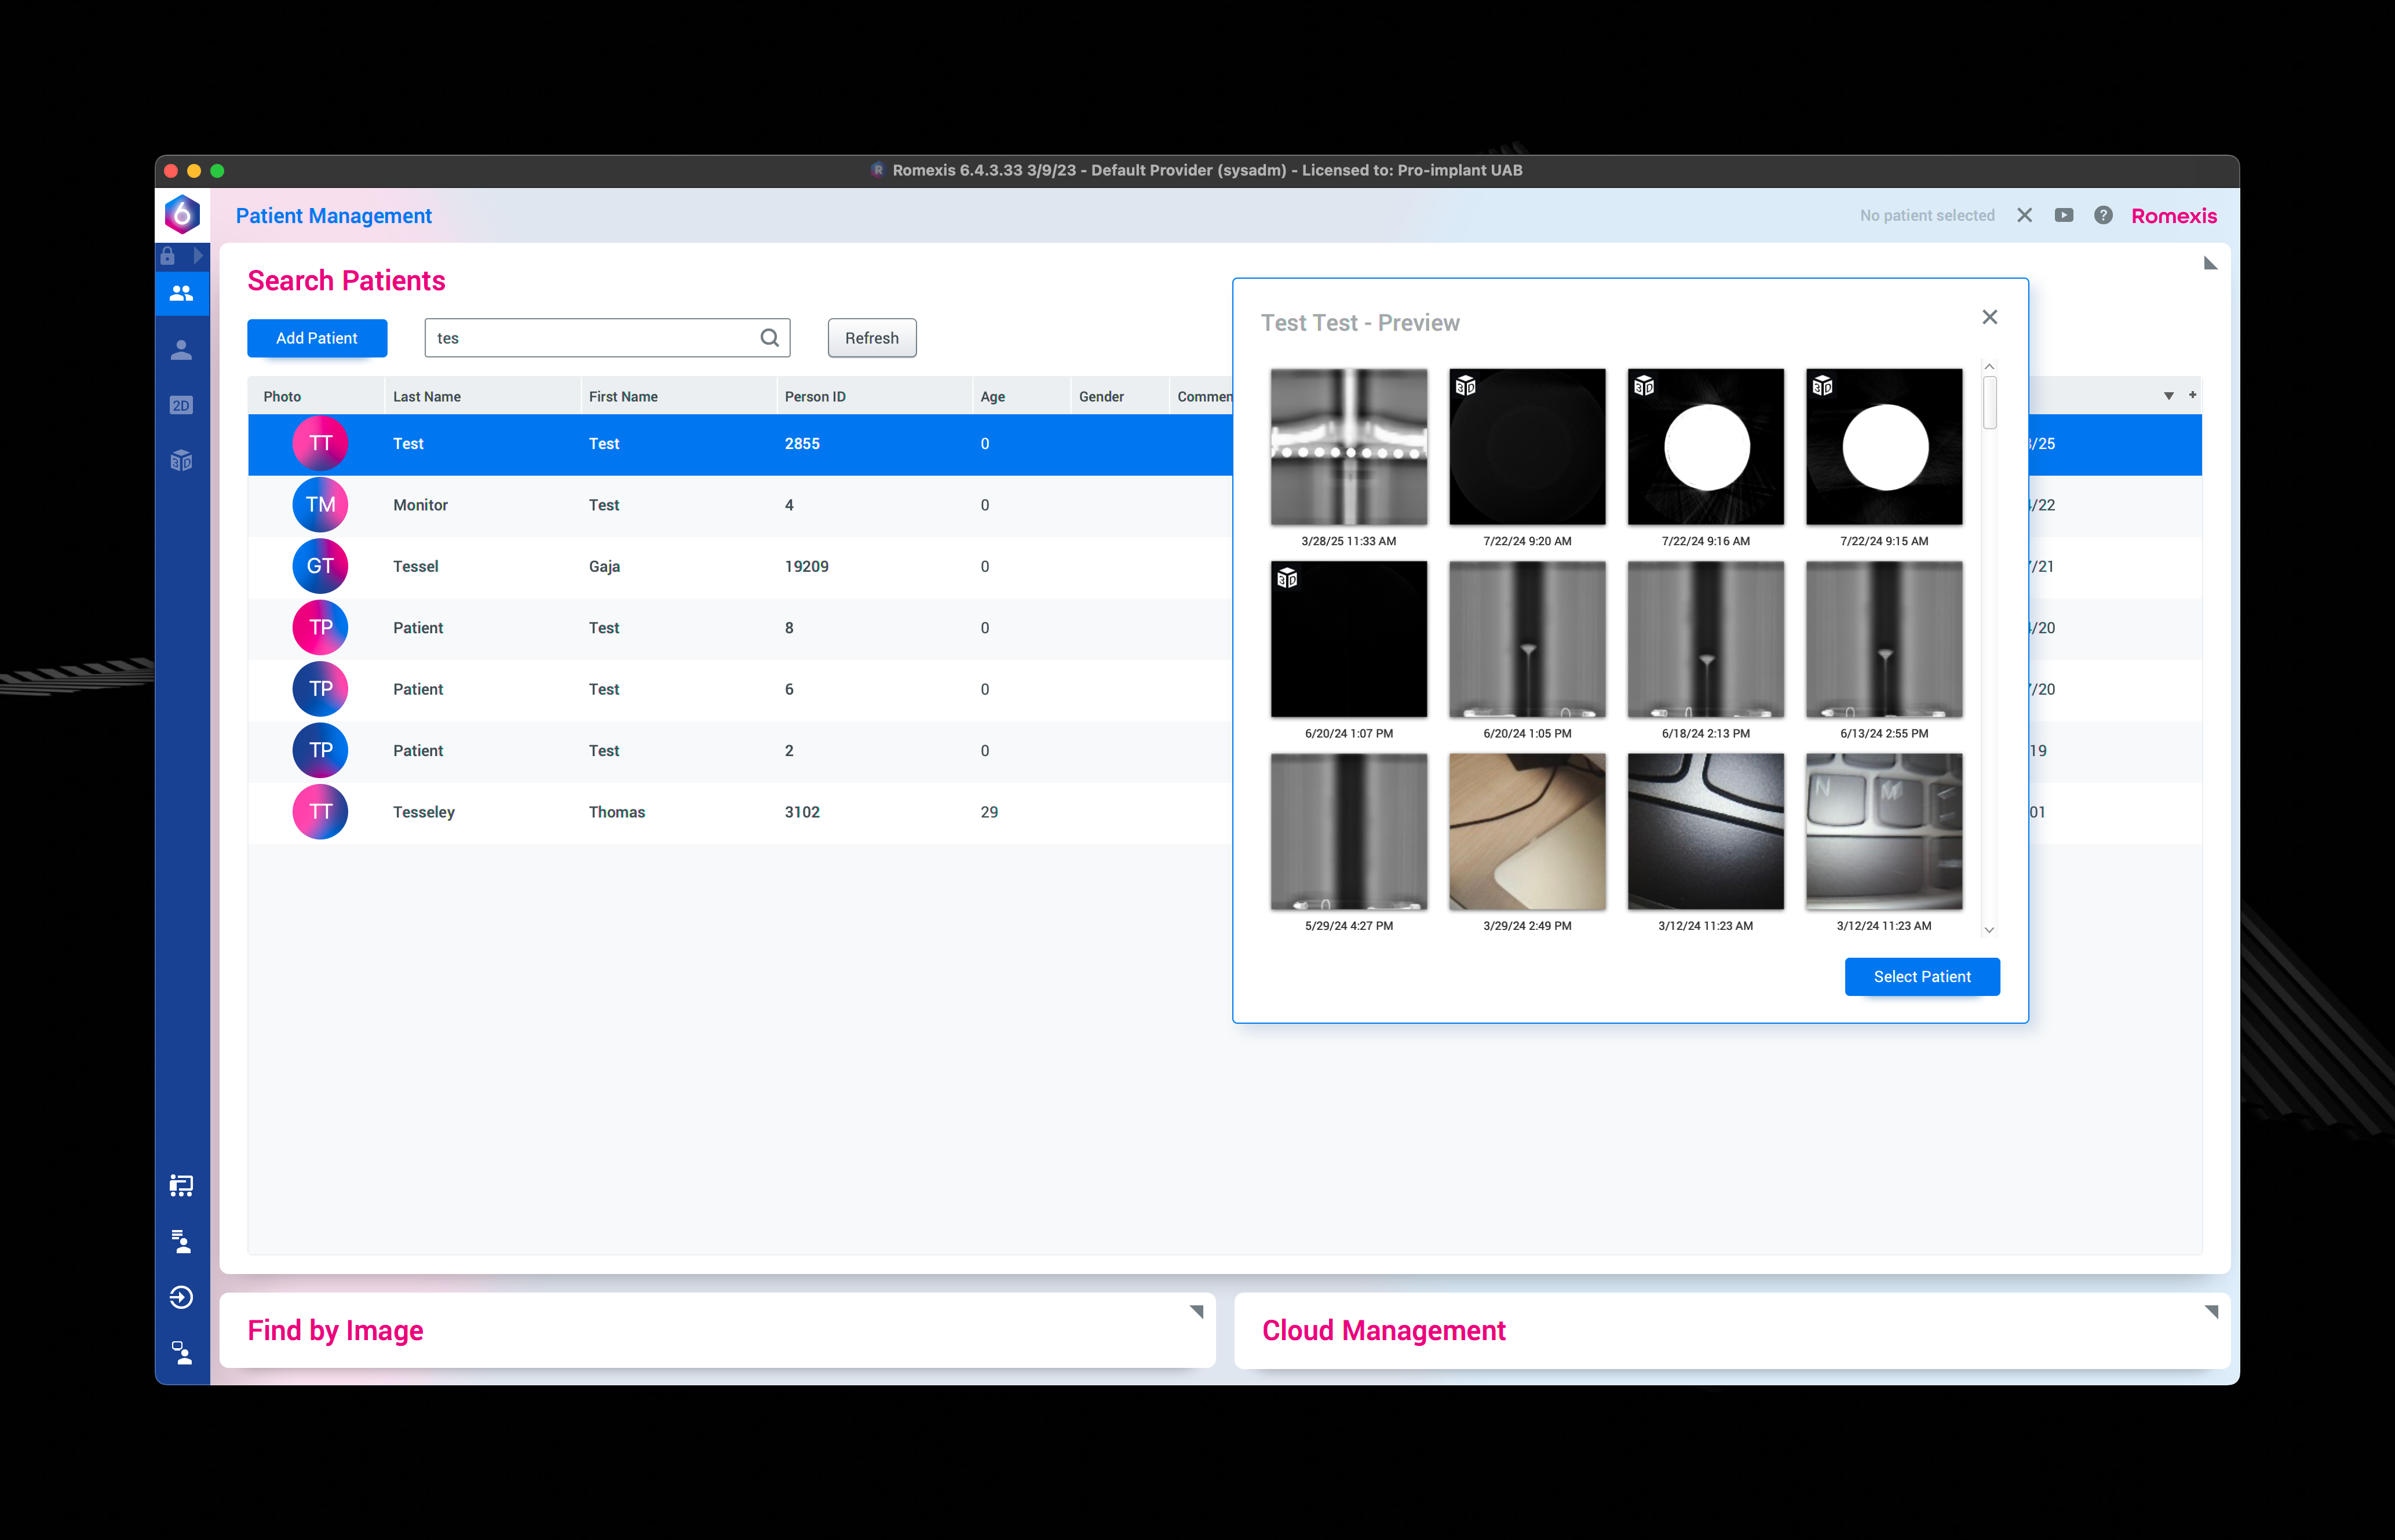 Romexis 6.4.3.33 3/9/23 - Default Provider (sysadm) - Licensed to: Pro-implant UAB
6
Patient Management
No patient selected
Romexis
Search Patients
Add Patient
tes
Refresh
Photo Last Name First Name Person ID Age Gender
TT Test Test 2855 0
TM Monitor Test 4 0
GT Tessel Gaja 19209 0
TP Patient Test 8 0
TP Patient Test 6 0
TP Patient Test 2 0
TT Tesseley Thomas 3102 29
/25
/22
/21
/20
/20
19
01
2D
3D
Test Test - Preview
3D
3D
3D
3/28/25 11:33 AM 7/22/24 9:20 AM 7/22/24 9:16 AM 7/22/24 9:15 AM
3D
6/20/24 1:07 PM 6/20/24 1:05 PM 6/18/24 2:13 PM 6/13/24 2:55 PM
N M
5/29/24 4:27 PM 3/29/24 2:49 PM 3/12/24 11:23 AM 3/12/24 11:23 AM
Select Patient
Find by Image
Cloud Management